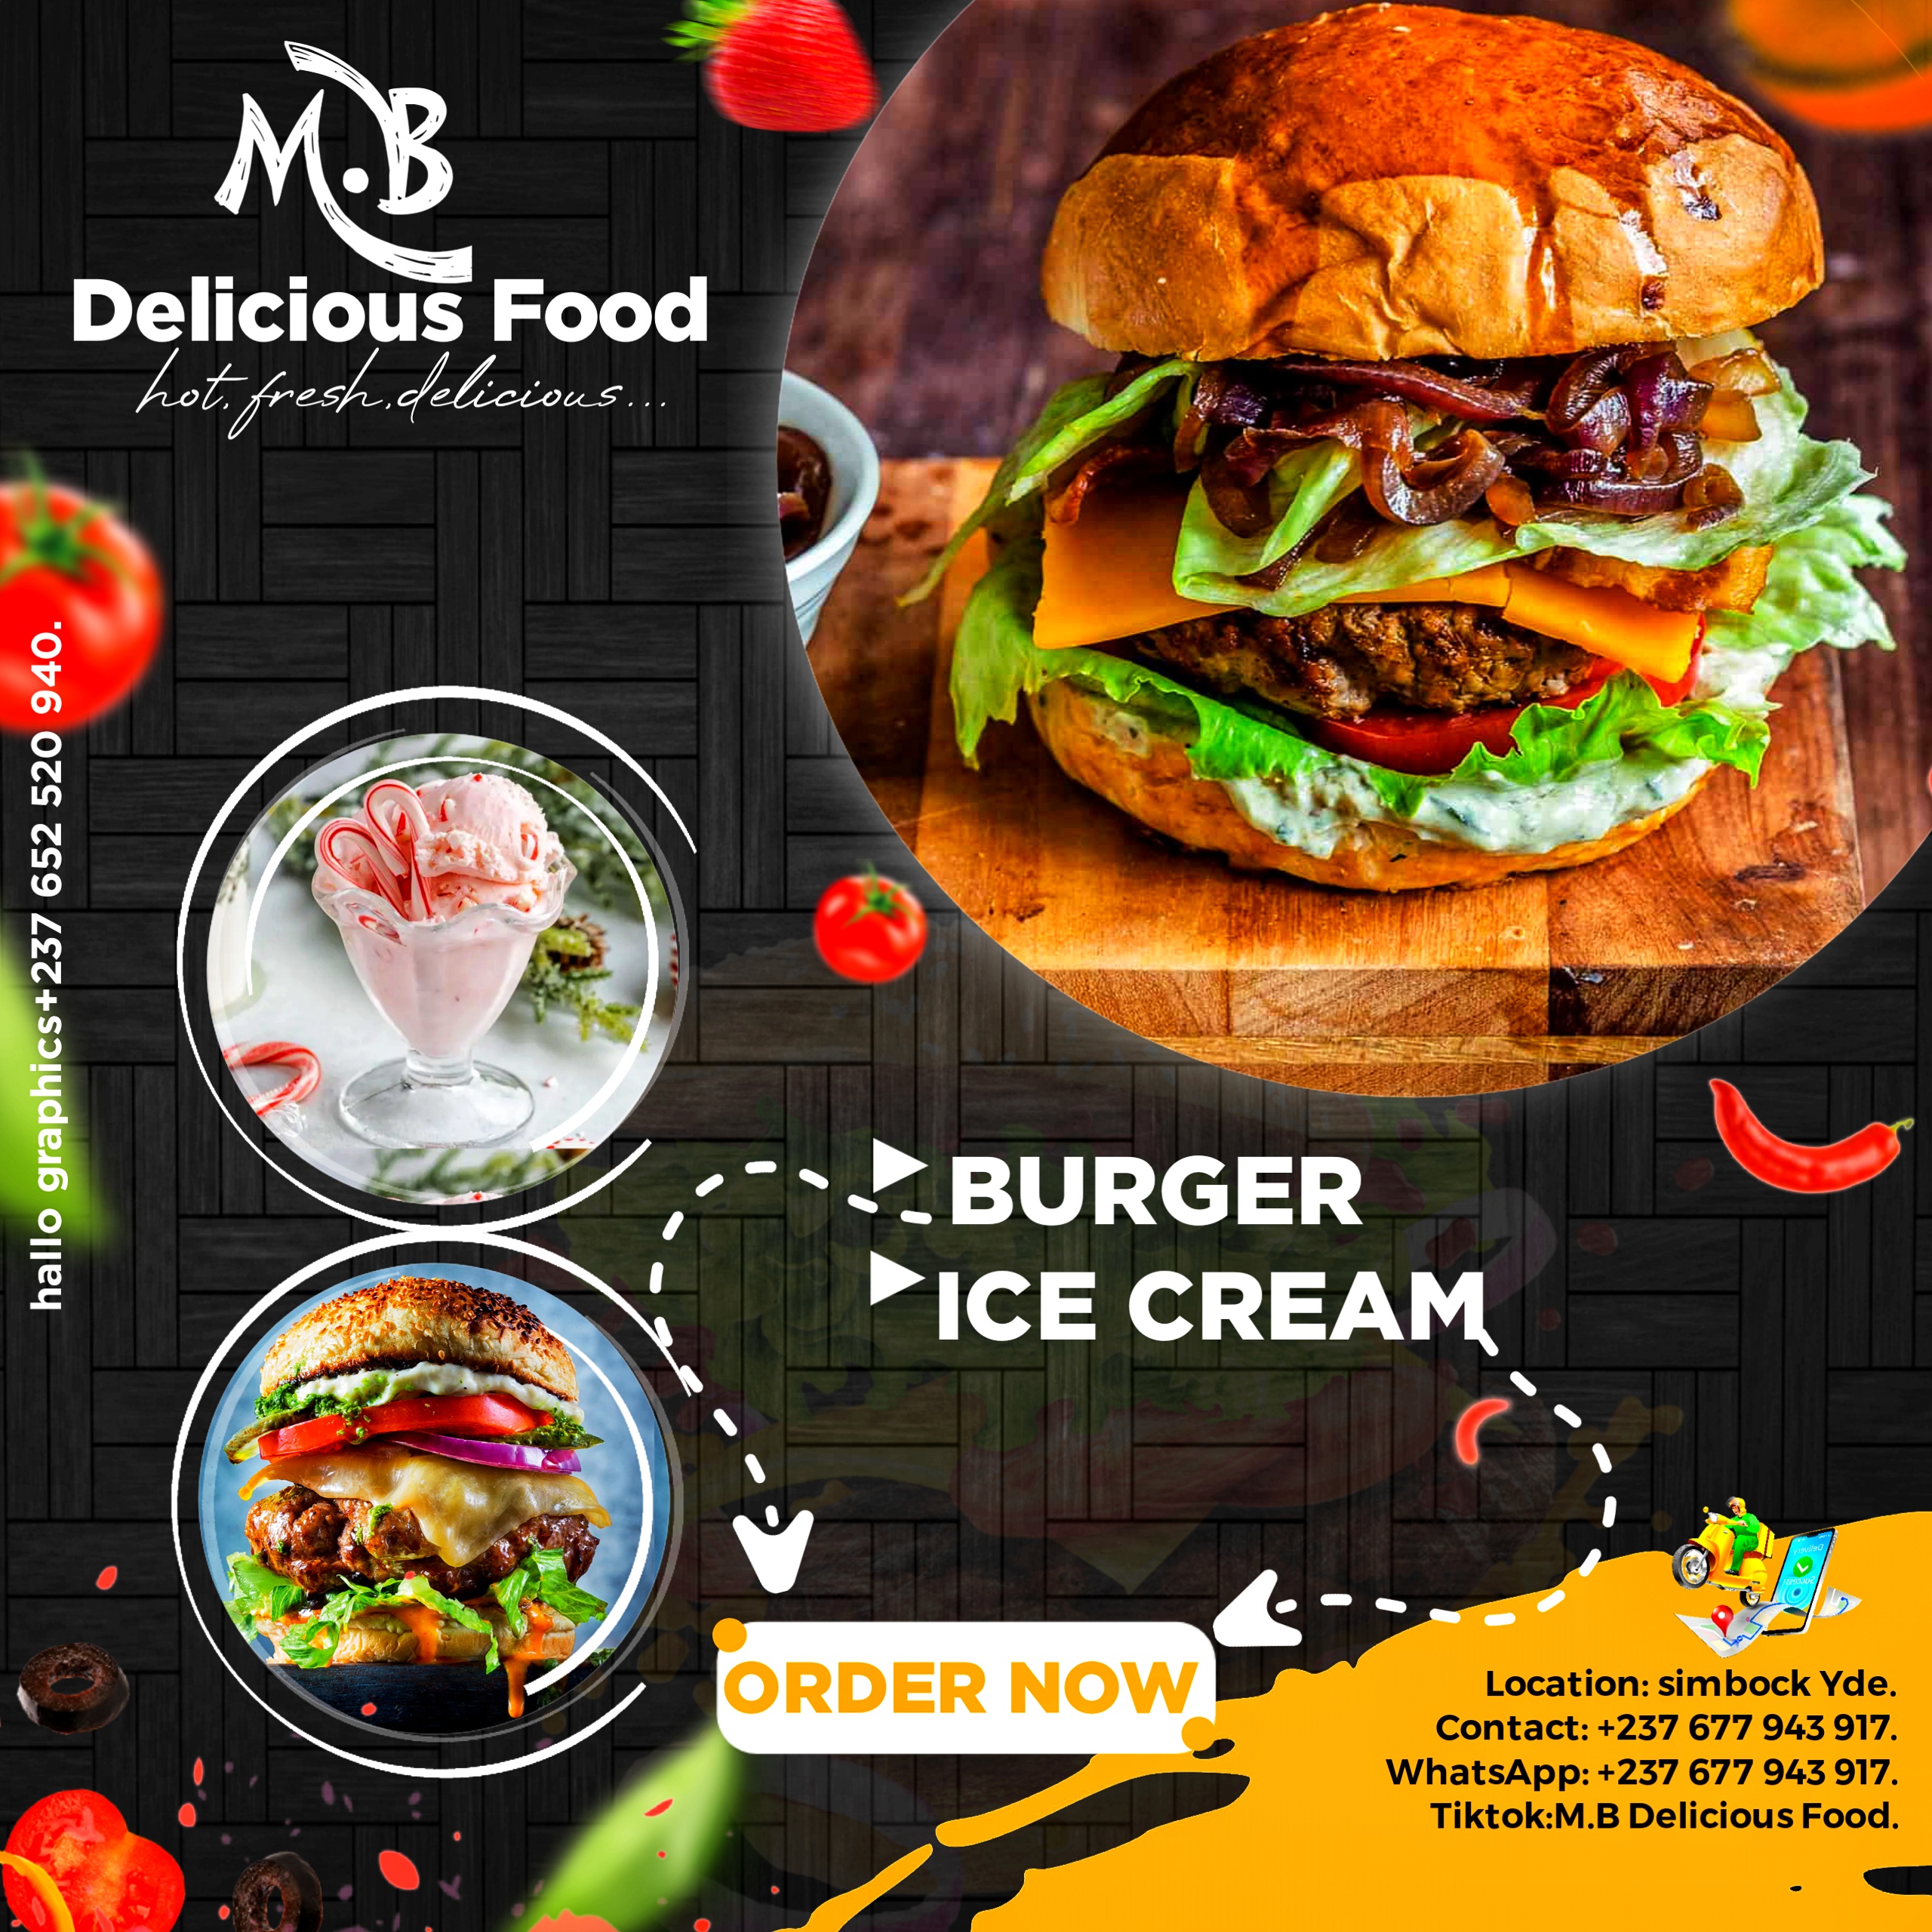 M.B
Delicious Food
hot, fresh, delicious...
hallo graphics+237 652 520 940.
BURGER
ICE CREAM
ORDER NOW
Location: simbock Yde.
Contact: +237 677 943 917.
WhatsApp: +237 677 943 917.
Tiktok:M.B Delicious Food.